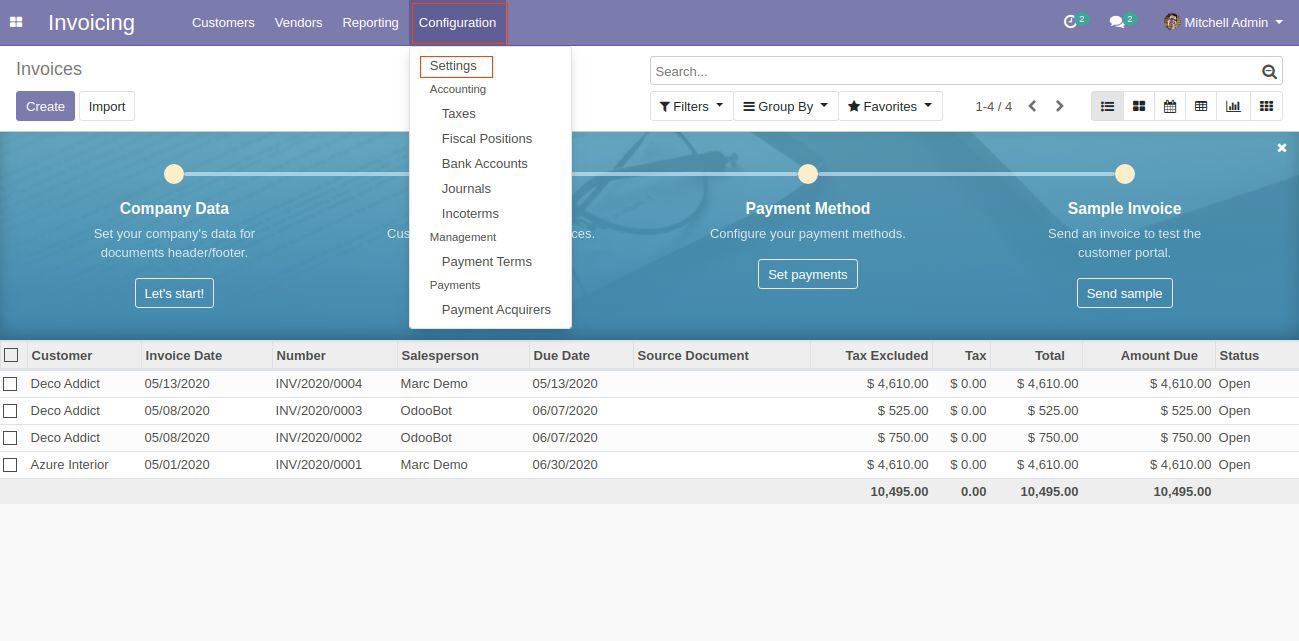 Invoicing Customers Vendors Reporting Configuration 2 2 Mitchell Admin
Invoices
Search...
Create Import
Filters Group By Favorites 1-4 / 4
Settings
Accounting
Taxes
Fiscal Positions
Bank Accounts
Journals
Incoterms
Management
Payment Terms
Payments
Payment Acquirers
Company Data
Set your company's data for
documents header/footer.
Let's start!
Payment Method
Configure your payment methods.
Set payments
Sample Invoice
Send an invoice to test the
customer portal.
Send sample
Customer Invoice Date Number Salesperson Due Date Source Document Tax Excluded Tax Total Amount Due Status
Deco Addict 05/13/2020 INV/2020/0004 Marc Demo 05/13/2020 $ 4,610.00 $ 0.00 $ 4,610.00 $ 4,610.00 Open
Deco Addict 05/08/2020 INV/2020/0003 OdooBot 06/07/2020 $ 525.00 $ 0.00 $ 525.00 $ 525.00 Open
Deco Addict 05/08/2020 INV/2020/0002 OdooBot 06/07/2020 $ 750.00 $ 0.00 $ 750.00 $ 750.00 Open
Azure Interior 05/01/2020 INV/2020/0001 Marc Demo 06/30/2020 $ 4,610.00 $ 0.00 $ 4,610.00 $ 4,610.00 Open
10,495.00 0.00 10,495.00 10,495.00